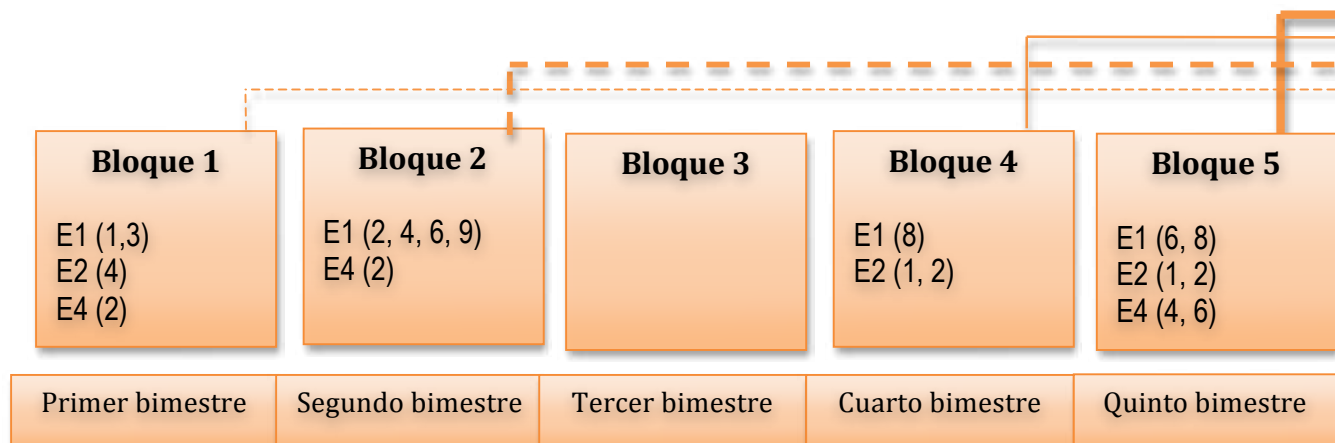 Bloque 1
E1 (1,3)
E2 (4)
E4 (2)
Bloque 2
E1 (2, 4, 6, 9)
E4 (2)
Bloque 3
Bloque 4
E1 (8)
E2 (1, 2)
Bloque 5
E1 (6, 8)
E2 (1, 2)
E4 (4, 6)
Primer bimestre
Segundo bimestre
Tercer bimestre
Cuarto bimestre
Quinto bimestre